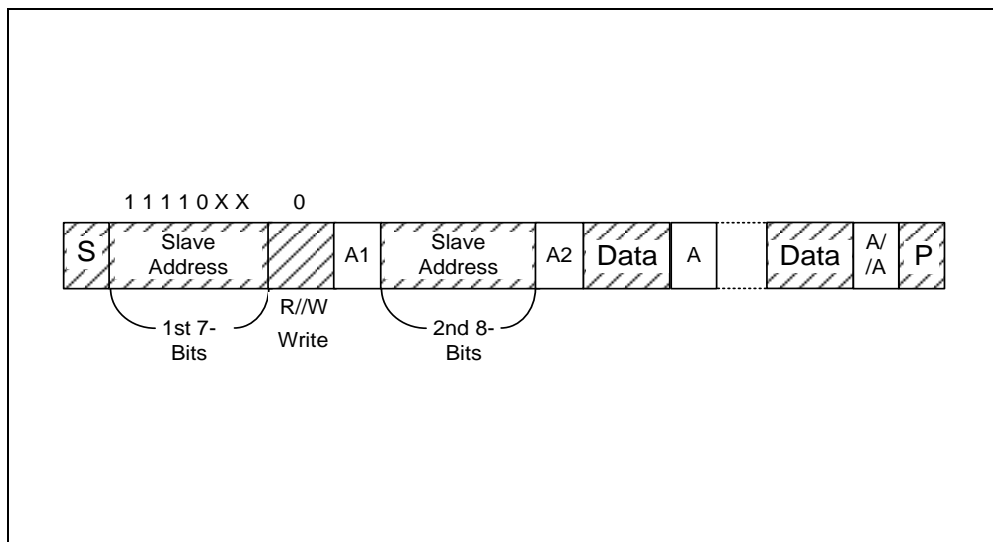 1 1 1 1 0 X X 0
S Slave Address A1 Slave Address A2 Data A Data A/ /A P
R//W
Write
1st 7-
Bits
2nd 8-
Bits